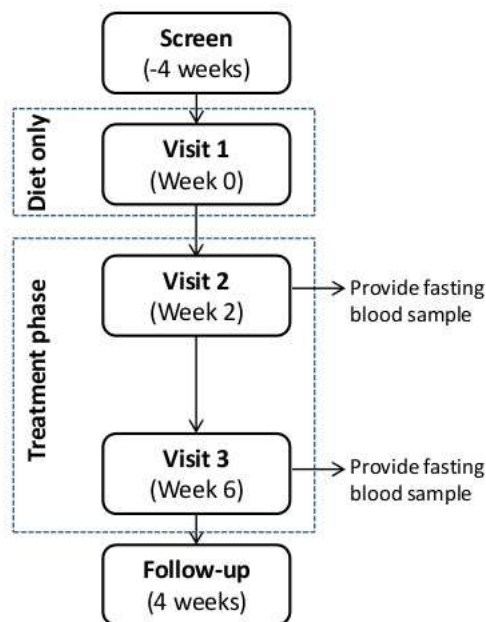 Screen
(-4 weeks)
Diet only
Visit 1
(Week 0)
Treatment phase
Visit 2
(Week 2)
Provide fasting
blood sample
Visit 3
(Week 6)
Provide fasting
blood sample
Follow-up
(4 weeks)